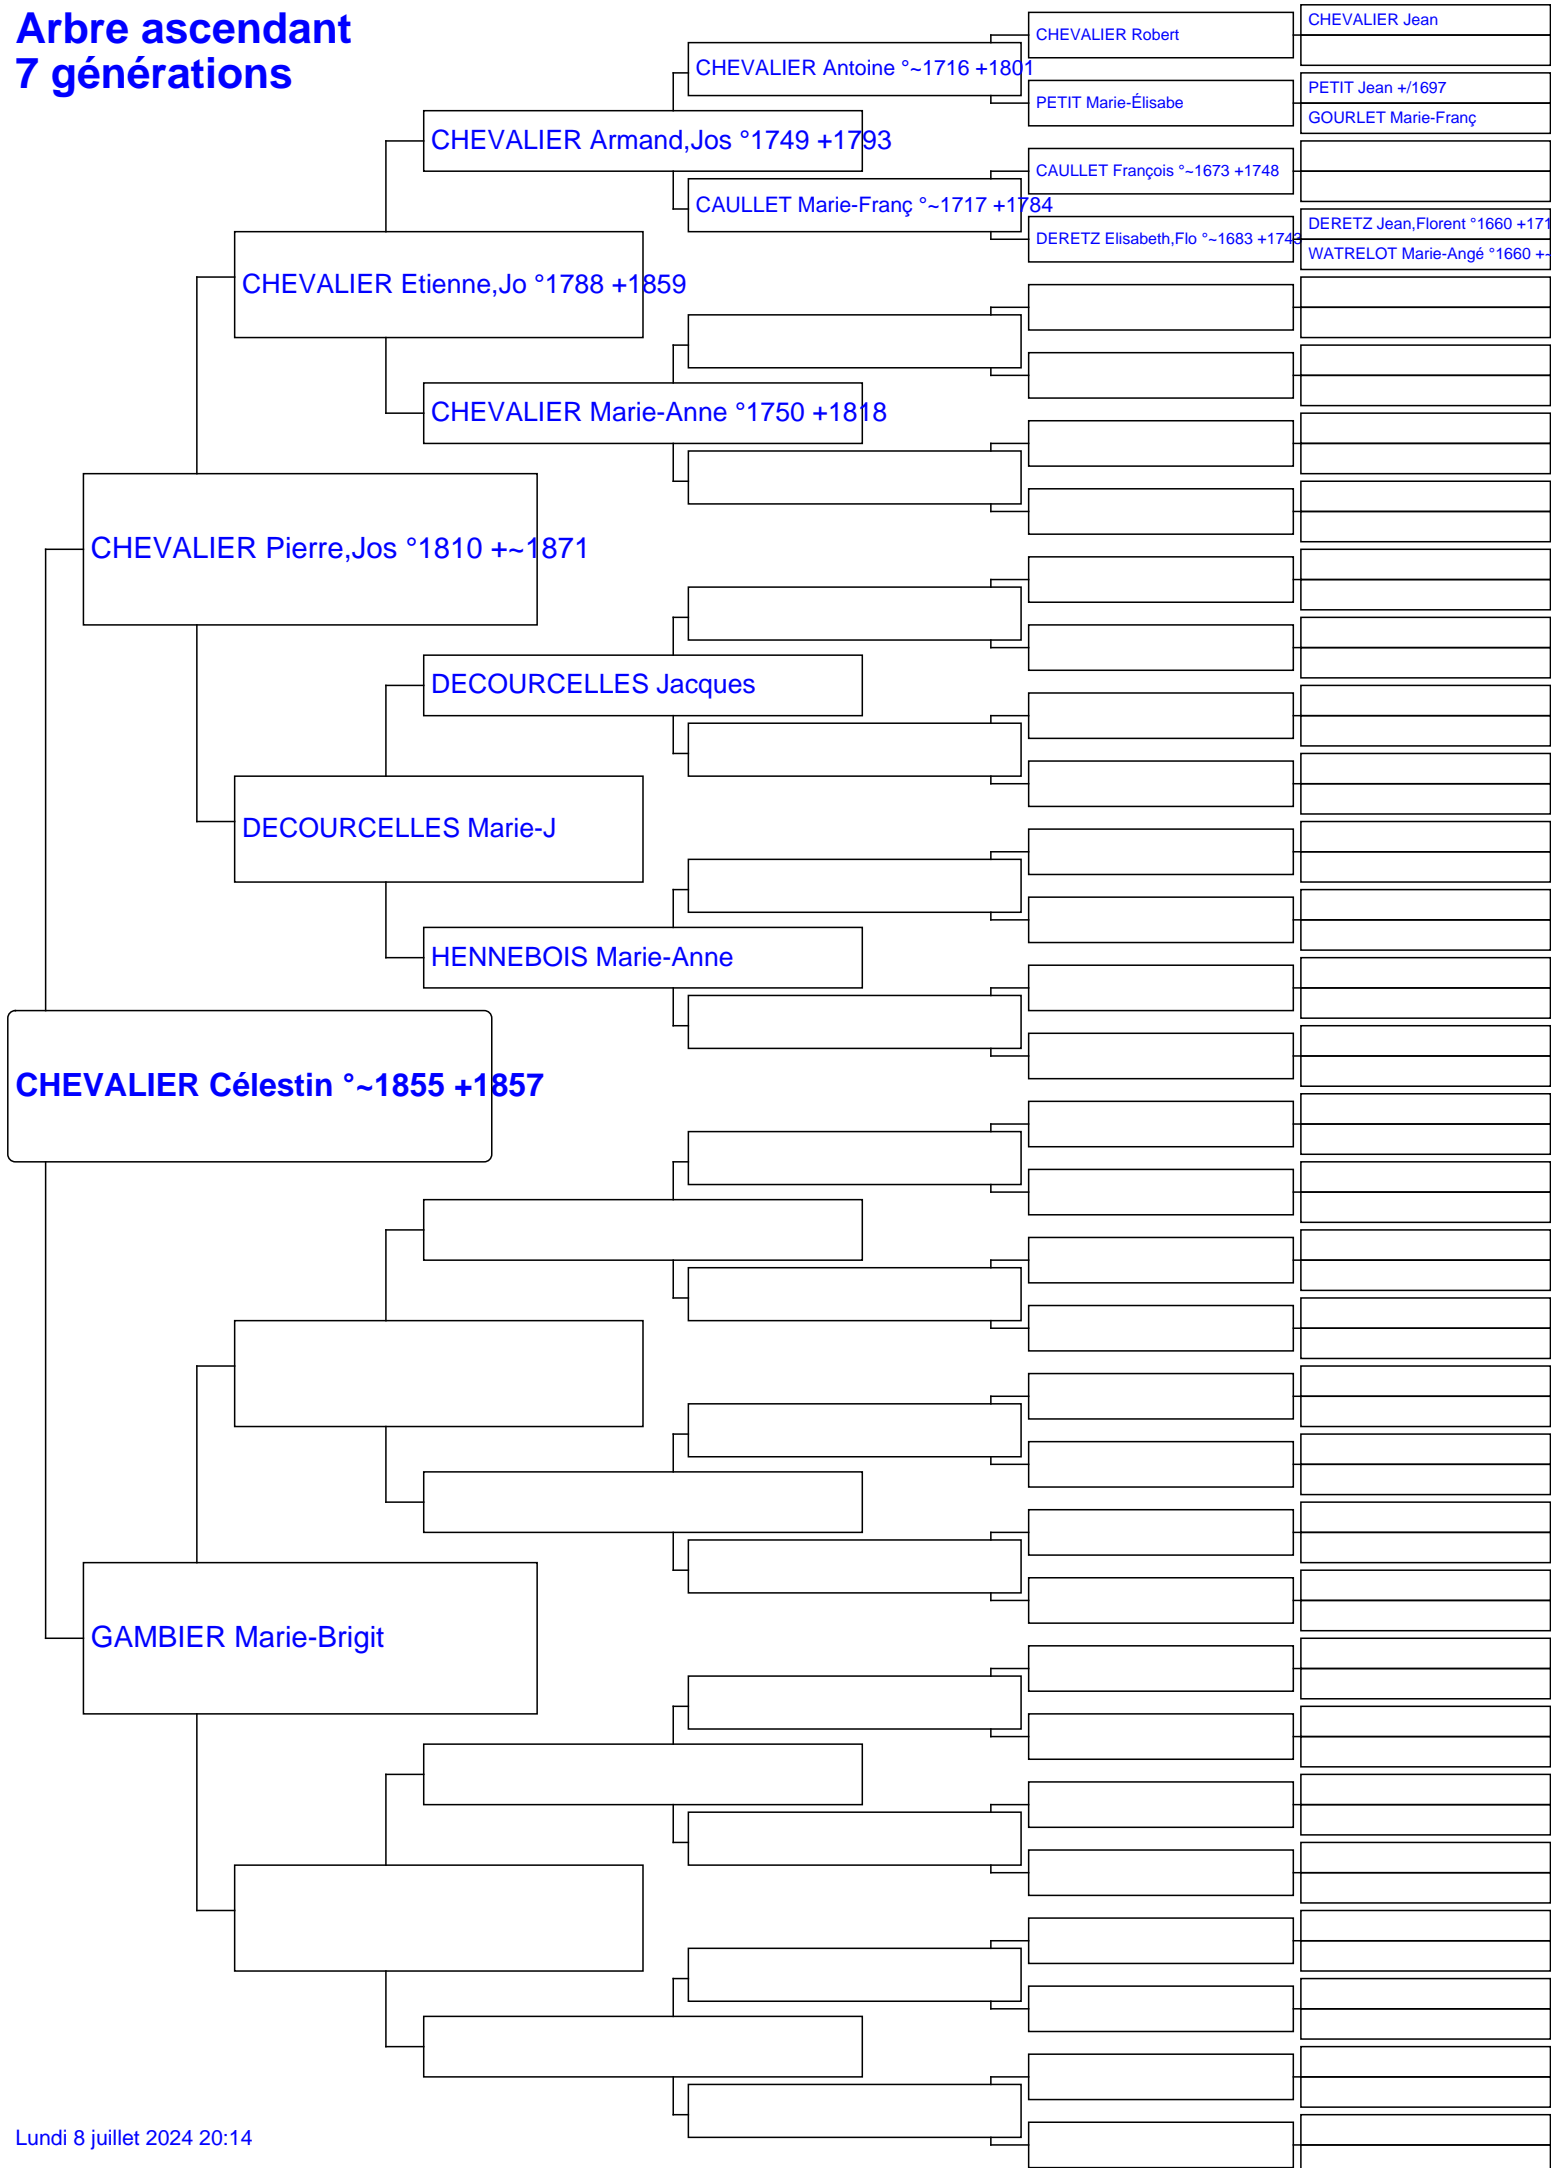 Arbre ascendant
7 générations
CHEVALIER Jean
CHEVALIER Robert
CHEVALIER Antoine °~1716 +1801
PETIT Jean +/1697
PETIT Marie-Élisabe
GOURLET Marie-Franç
CHEVALIER Armand,Jos °1749 +1793
CAULLET François °~1673 +1748
CAULLET Marie-Franç °~1717 +1784
DERETZ Jean,Florent °1660 +171
DERETZ Elisabeth,Flo °~1683 +1743
WATRELOT Marie-Angé °1660 +~
CHEVALIER Etienne,Jo °1788 +1859
CHEVALIER Marie-Anne °1750 +1818
CHEVALIER Pierre,Jos °1810 +~1871
DECOURCELLES Jacques
DECOURCELLES Marie-J
HENNEBOIS Marie-Anne
CHEVALIER Célestin °~1855 +1857
GAMBIER Marie-Brigit
Lundi 8 juillet 2024 20:14